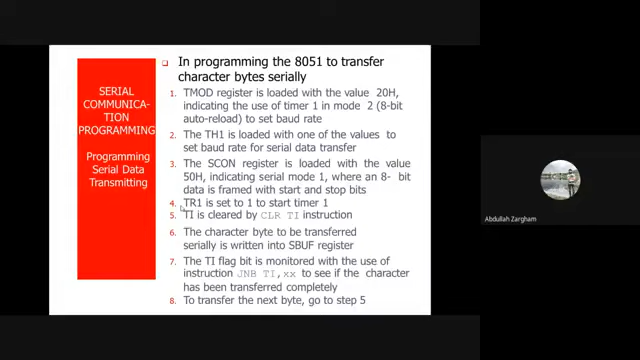 SERIAL
COMMUNICA-
TION
PROGRAMMING
Programming
Serial Data
Transmitting
In programming the 8051 to transfer
character bytes serially
1. TMOD register is loaded with the value 20H,
indicating the use of timer 1 in mode 2 (8-bit
auto-reload) to set baud rate
2. The TH1 is loaded with one of the values to
set baud rate for serial data transfer
3. The SCON register is loaded with the value
50H, indicating serial mode 1, where an 8- bit
data is framed with start and stop bits
4. TR1 is set to 1 to start timer 1
5. TI is cleared by CLR TI instruction
6. The character byte to be transferred
serially is written into SBUF register
7. The TI flag bit is monitored with the use of
instruction JNB TI,xx to see if the character
has been transferred completely
8. To transfer the next byte, go to step 5
Abdullah Zargham